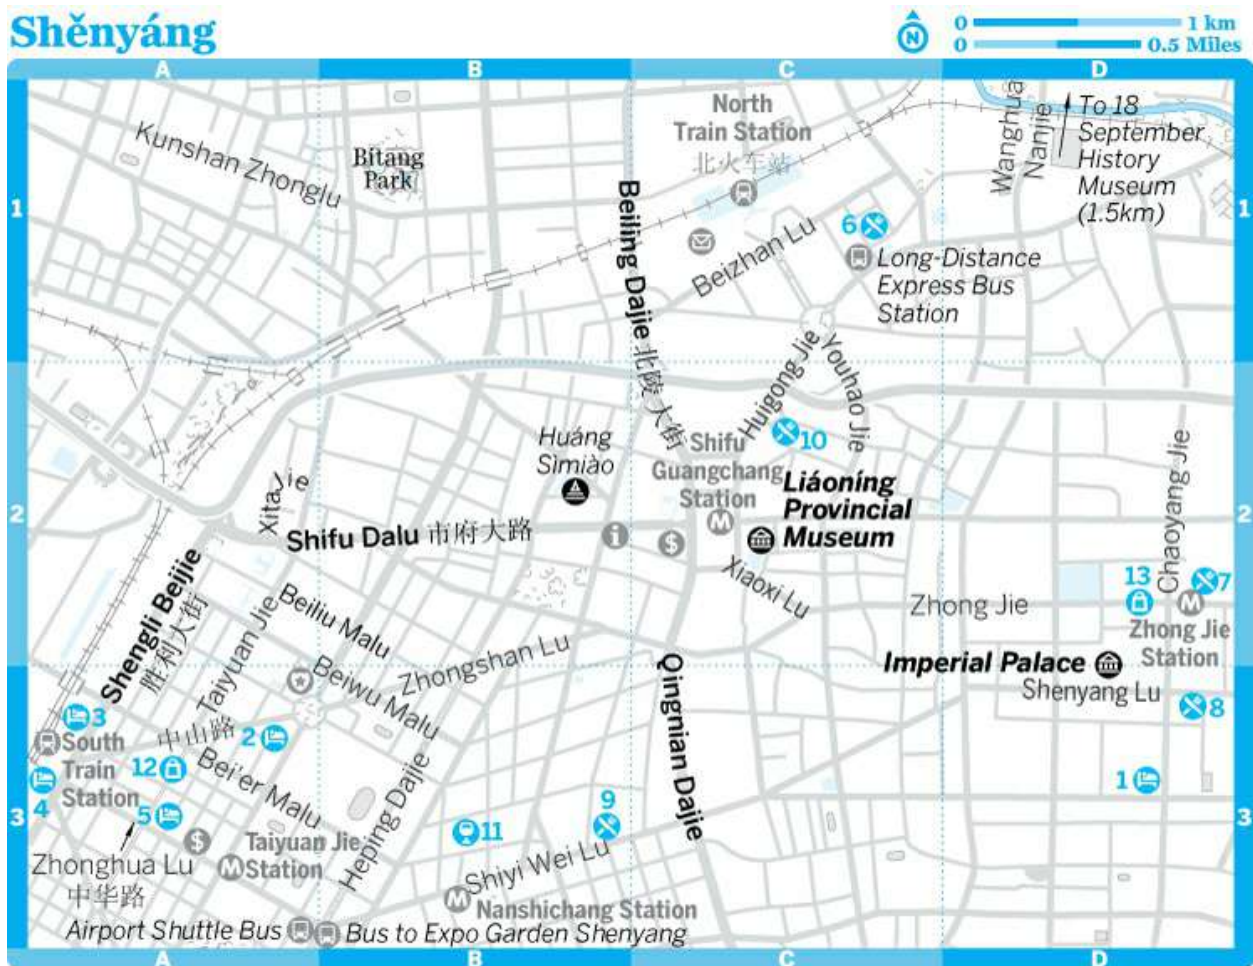 Shěnyáng
N
0 1 km
0 0.5 Miles
A B C D
1 1
2 2
3 3
Kunshan Zhonglu
Bìtáng
Park
North
Train Station
北火车站
Wanghua
Nanjie
To 18
September
History
Museum
(1.5km)
Beiling Dajie 北陵大街
Beizhan Lu
6
Long-Distance
Express Bus
Station
Huigong Jie
Youhao Jie
10
Huáng
Sìmiào
Shifu
Guangchang
Station
M
Liáoníng
Provincial
Museum
Chaoyang Jie
Xita Jie
Shifu Dalu 市府大路
i
$
Xiaoxi Lu
Zhong Jie
13
7
M
Zhong Jie
Station
Shengli Beijie
胜利大街
Taiyuan Jie
Beiliu Malu
Beiwu Malu
Zhongshan Lu
中山路
Imperial Palace
Shenyang Lu
8
Qingnian Dajie
3
South
Train
Station
4
2
12
Bei'er Malu
5
Zhonghua Lu
中华路
$
M
Taiyuan Jie
Station
Heping Dajie
11
9
1
Shiyi Wei Lu
M
Nanshichang Station
Airport Shuttle Bus
Bus to Expo Garden Shenyang
A B C D